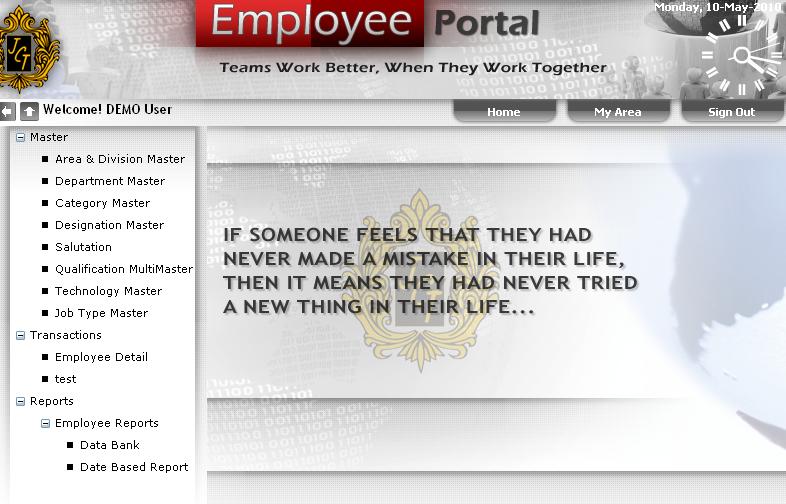 Employee Portal
Monday, 10-May-2010
JCT
Teams Work Better, When They Work Together
Welcome! DEMO User
Home
My Area
Sign Out
Master
Area & Division Master
Department Master
Category Master
Designation Master
Salutation
Qualification MultiMaster
Technology Master
Job Type Master
Transactions
Employee Detail
test
Reports
Employee Reports
Data Bank
Date Based Report
IF SOMEONE FEELS THAT THEY HAD
NEVER MADE A MISTAKE IN THEIR LIFE,
THEN IT MEANS THEY HAD NEVER TRIED
A NEW THING IN THEIR LIFE...